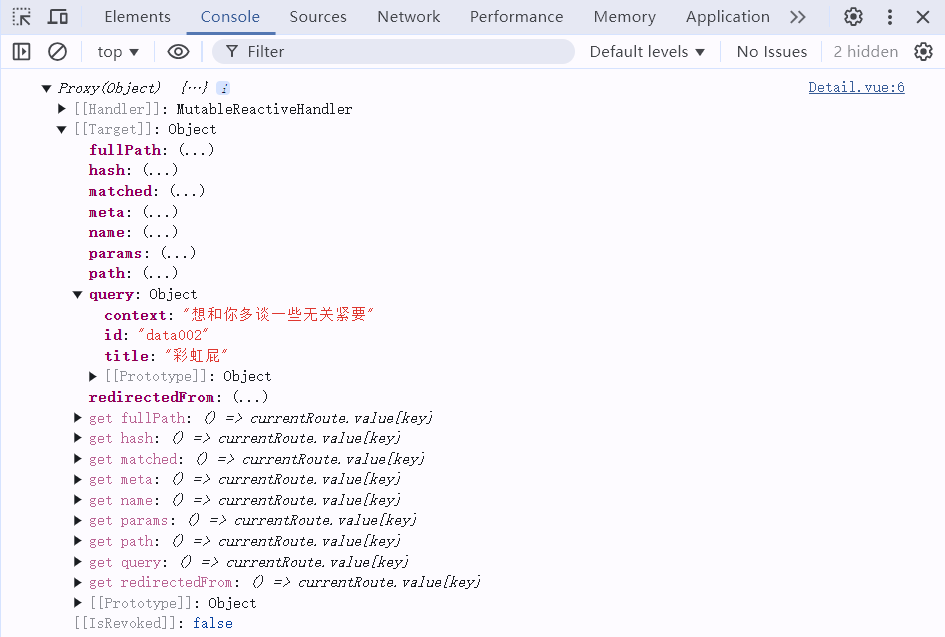 Elements Console Sources Network Performance Memory Application
top Filter Default levels No Issues 2 hidden
Proxy(Object) {⋯} i Detail.vue:6
[[Handler]]: MutableReactiveHandler
[[Target]]: Object
fullPath: (...)
hash: (...)
matched: (...)
meta: (...)
name: (...)
params: (...)
path: (...)
query: Object
context: "想和你多谈一些无关紧要"
id: "data002"
title: "彩虹屁"
[[Prototype]]: Object
redirectedFrom: (...)
get fullPath: () => currentRoute.value[key]
get hash: () => currentRoute.value[key]
get matched: () => currentRoute.value[key]
get meta: () => currentRoute.value[key]
get name: () => currentRoute.value[key]
get params: () => currentRoute.value[key]
get path: () => currentRoute.value[key]
get query: () => currentRoute.value[key]
get redirectedFrom: () => currentRoute.value[key]
[[Prototype]]: Object
[[IsRevoked]]: false